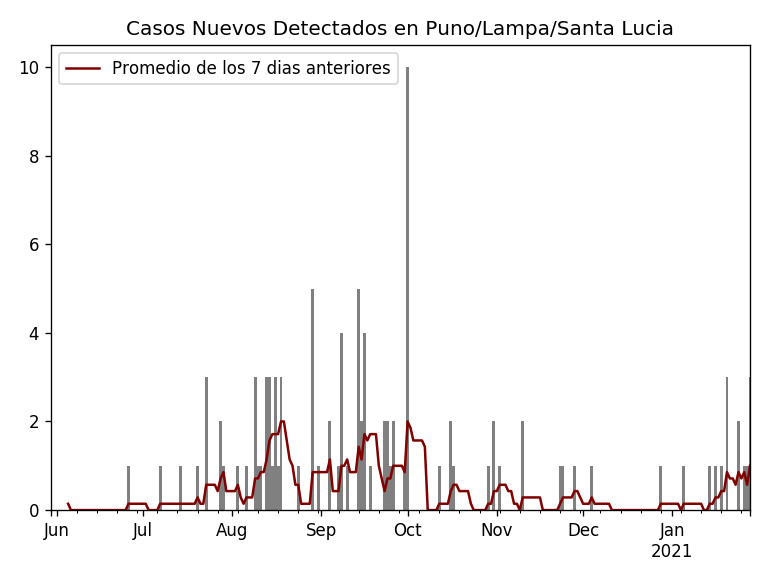 Casos Nuevos Detectados en Puno/Lampa/Santa Lucia
Promedio de los 7 dias anteriores
10
8
6
4
2
0
Jun Jul Aug Sep Oct Nov Dec Jan
2021